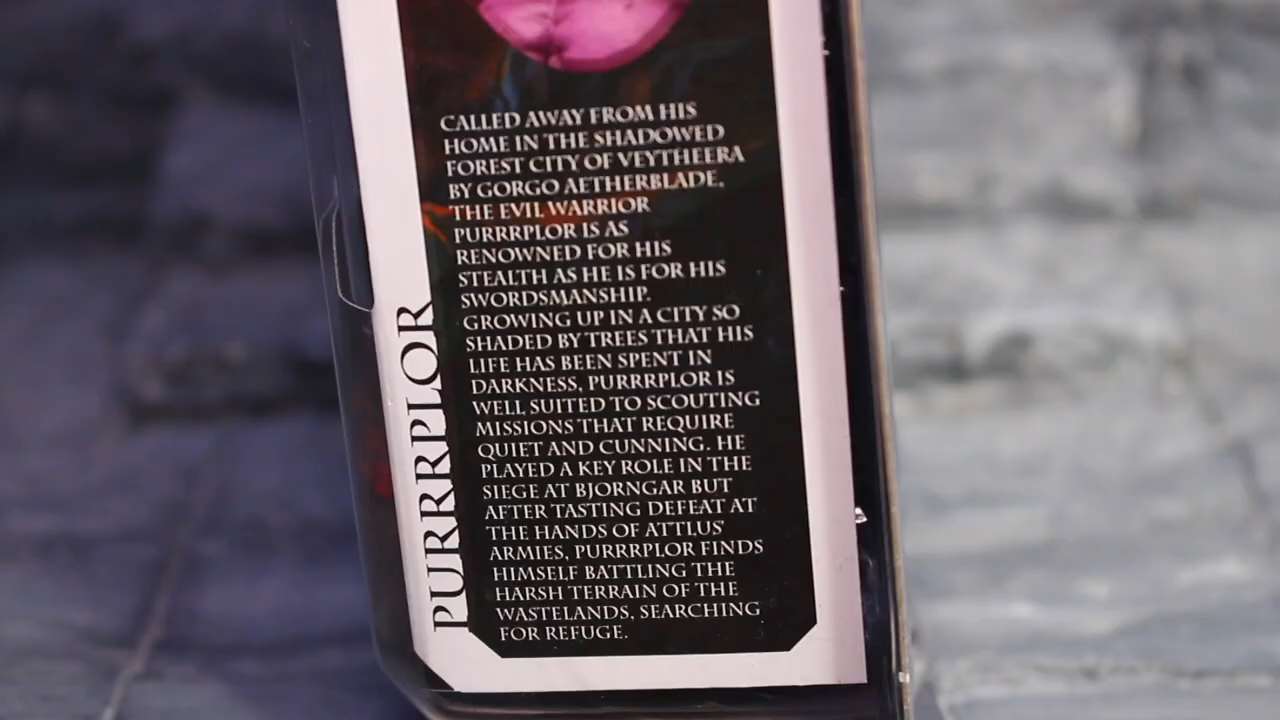 CALLED AWAY FROM HIS
HOME IN THE SHADOWED
FOREST CITY OF VEYTHEERA
BY GORGO AETHERBLADE,
THE EVIL WARRIOR
PURRRPLOR IS AS
RENOWNED FOR HIS
STEALTH AS HE IS FOR HIS
SWORDSMANSHIP.
GROWING UP IN A CITY SO
SHADED BY TREES THAT HIS
LIFE HAS BEEN SPENT IN
DARKNESS, PURRRPLOR IS
WELL SUITED TO SCOUTING
MISSIONS THAT REQUIRE
QUIET AND CUNNING. HE
PLAYED A KEY ROLE IN THE
SIEGE AT BJORNGAR BUT
AFTER TASTING DEFEAT AT
THE HANDS OF ATTLUS'
ARMIES, PURRRPLOR FINDS
HIMSELF BATTLING THE
HARSH TERRAIN OF THE
WASTELANDS, SEARCHING
FOR REFUGE.
PURRRPLOR